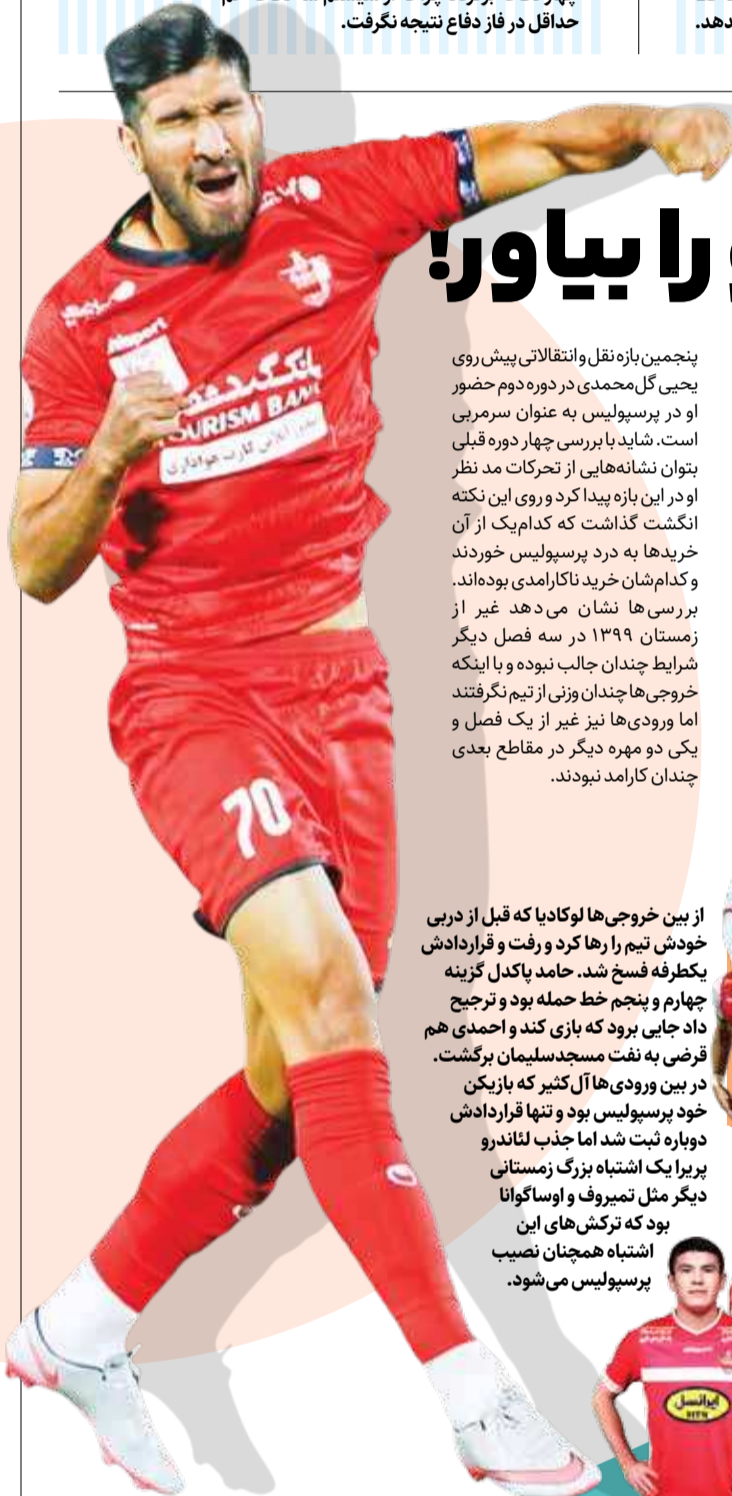 حداقل در فاز دفاع نتیجه نگرفت.
را بیاور!
پنجمین بازه نقل و انتقالاتی پیش روی
یحیی گل‌محمدی در دوره دوم حضور
او در پرسپولیس به عنوان سرمربی
است. شاید با بررسی چهار دوره قبلی
بتوان نشانه‌هایی از تحرکات مد نظر
او در این بازه پیدا کرد و روی این نکته
انگشت گذاشت که کدام‌یک از آن
خریدها به درد پرسپولیس خوردند
و کدام‌شان خرید ناکارامدی بوده‌اند.
بررسی‌ها نشان می‌دهد غیر از
زمستان ۱۳۹۹ در سه فصل دیگر
شرایط چندان جالب نبوده و با اینکه
خروجی‌ها چندان وزنی از تیم نگرفتند
اما ورودی‌ها نیز غیر از یک فصل و
یکی دو مهره دیگر در مقاطع بعدی
چندان کارامد نبودند.
از بین خروجی‌ها لوکادیا که قبل از دربی
خودش تیم را رها کرد و رفت و قراردادش
یکطرفه فسخ شد. حامد پاکدل گزینه
چهارم و پنجم خط حمله بود و ترجیح
داد جایی برود که بازی کند و احمدی هم
قرضی به نفت مسجدسلیمان برگشت.
در بین ورودی‌ها آل‌کثیر که بازیکن
خود پرسپولیس بود و تنها قراردادش
دوباره ثبت شد اما جذب لئاندرو
پریرا یک اشتباه بزرگ زمستانی
دیگر مثل تمیروف و اوساگوانا
بود که ترکش‌های این
اشتباه همچنان نصیب
پرسپولیس می‌شود.
بانک گردشگری
TOURISM BANK
70
ایرانسل
MTN